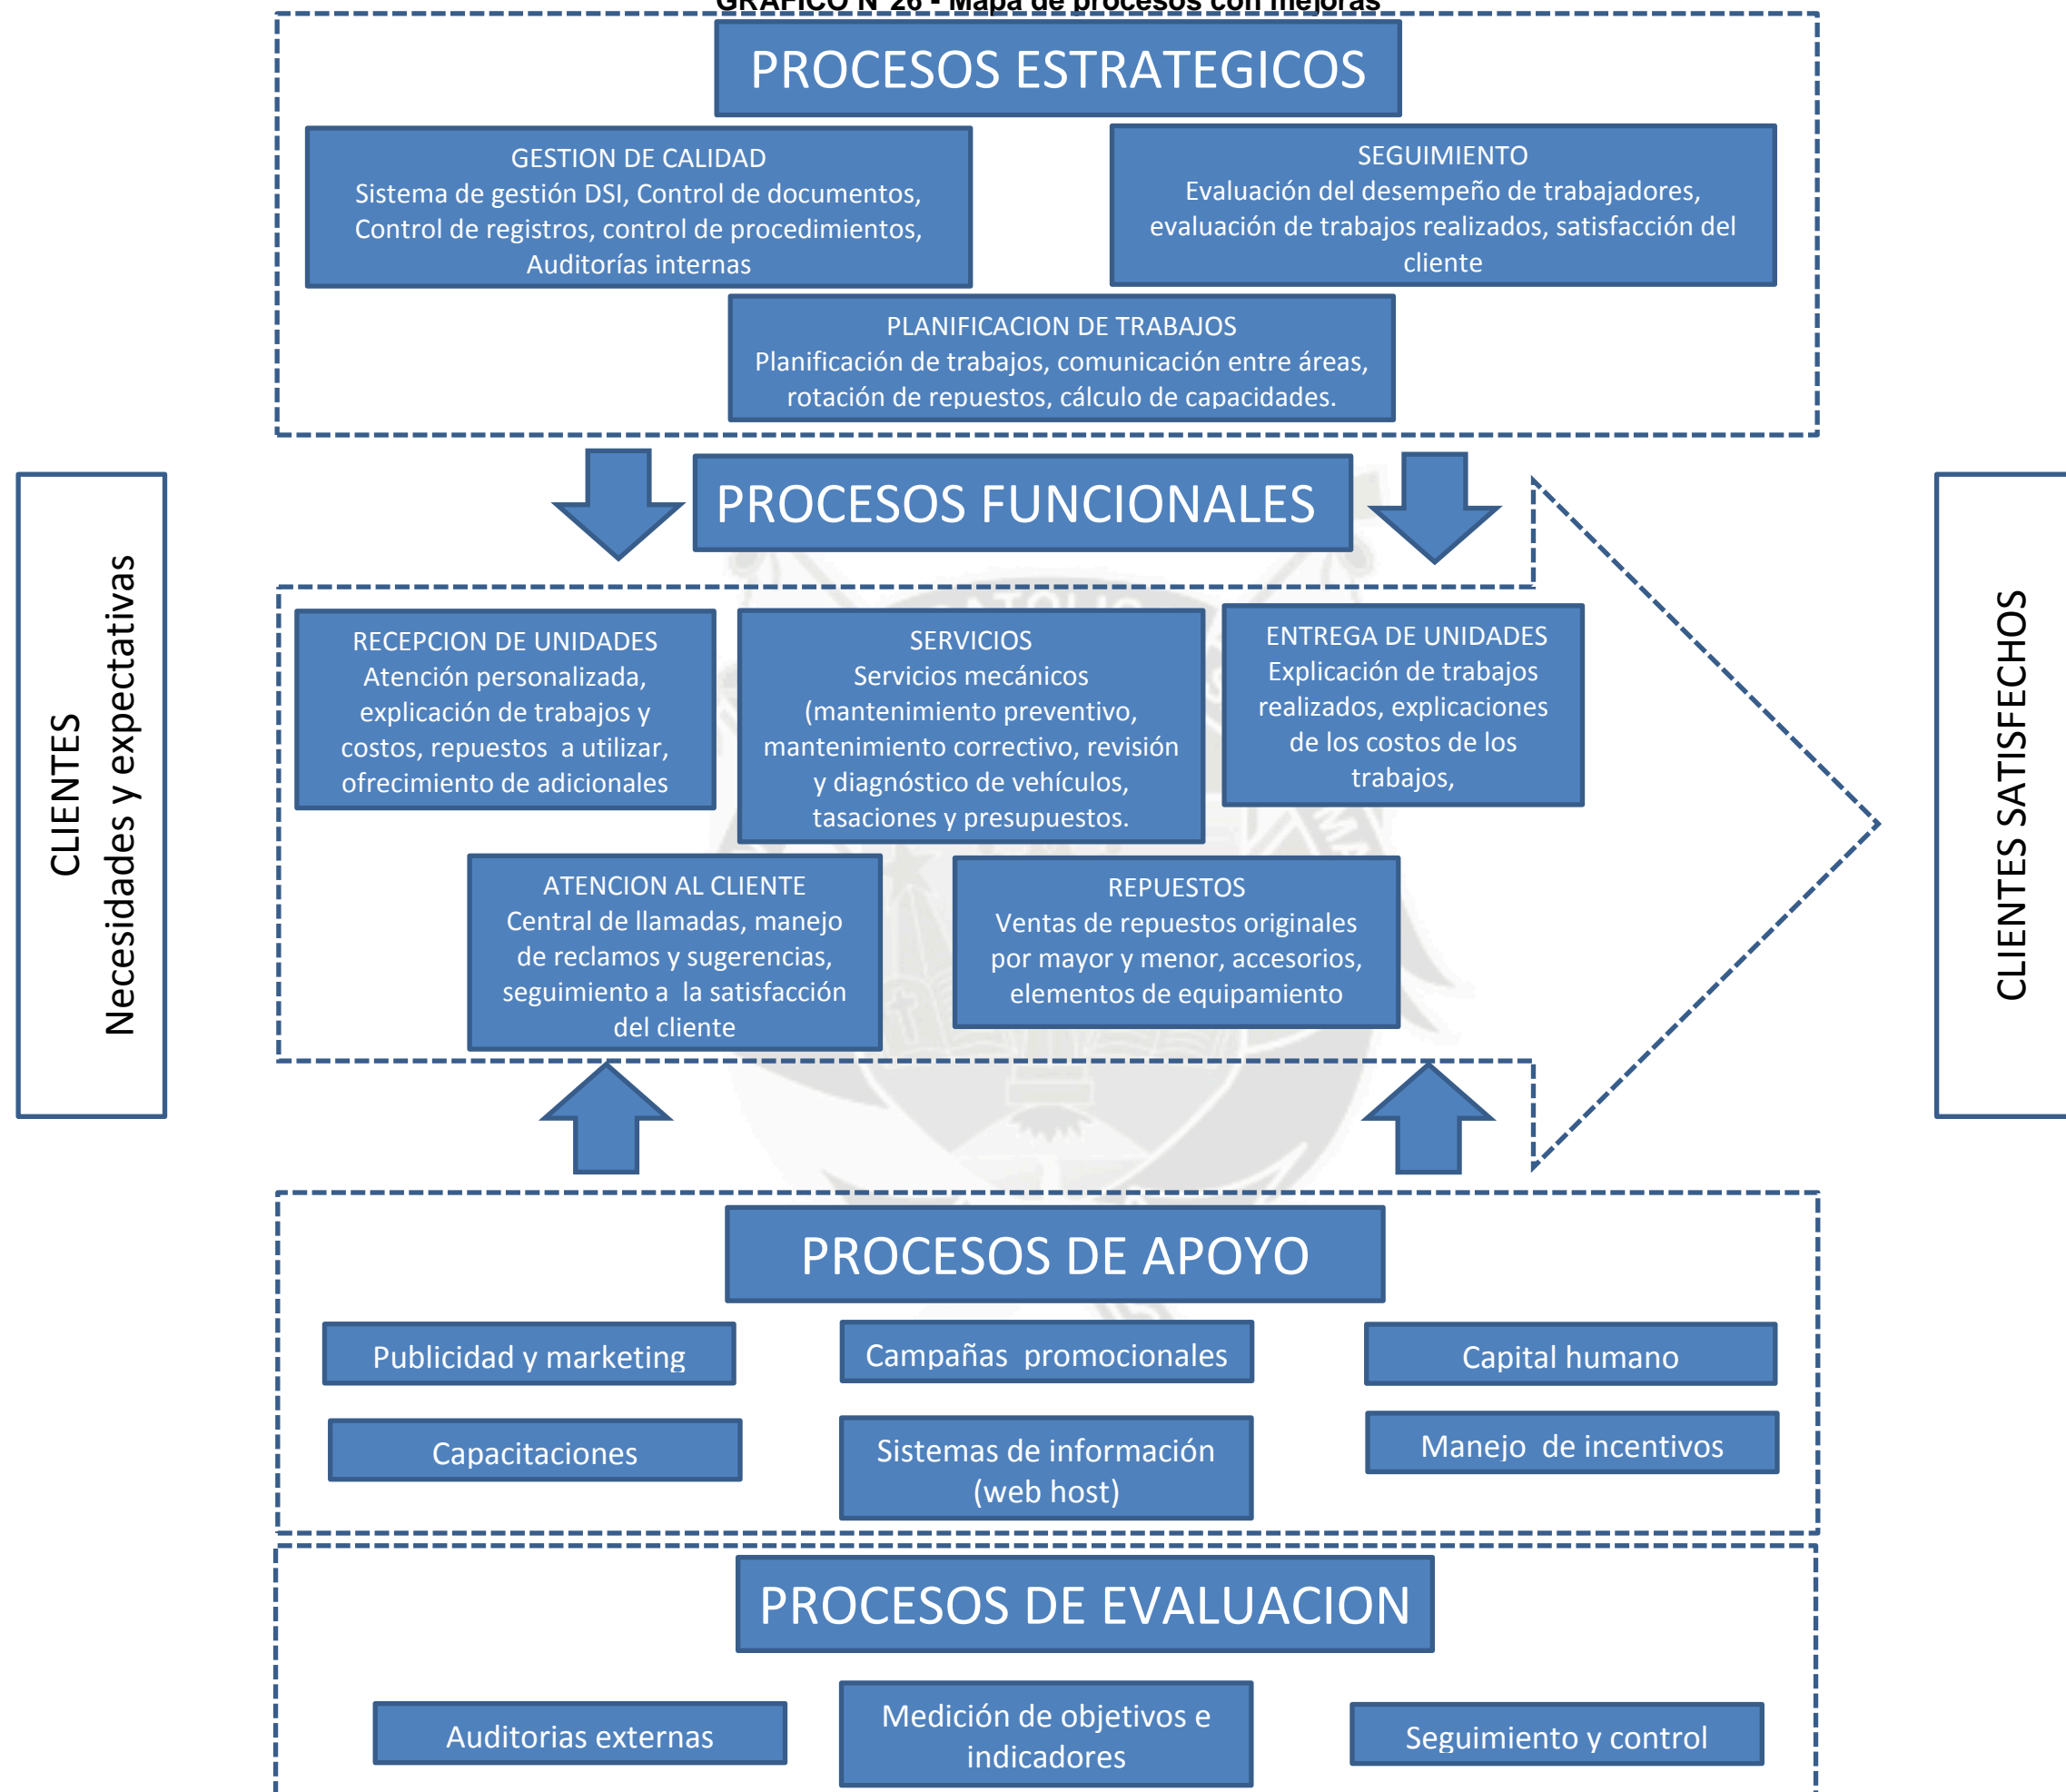 GRAFICO N°26 - Mapa de procesos con mejoras
PROCESOS ESTRATEGICOS
GESTION DE CALIDAD
Sistema de gestión DSI, Control de documentos,
Control de registros, control de procedimientos,
Auditorías internas
SEGUIMIENTO
Evaluación del desempeño de trabajadores,
evaluación de trabajos realizados, satisfacción del
cliente
PLANIFICACION DE TRABAJOS
Planificación de trabajos, comunicación entre áreas,
rotación de repuestos, cálculo de capacidades.
PROCESOS FUNCIONALES
CLIENTES
Necesidades y expectativas
RECEPCION DE UNIDADES
Atención personalizada,
explicación de trabajos y
costos, repuestos  a utilizar,
ofrecimiento de adicionales
SERVICIOS
Servicios mecánicos
(mantenimiento preventivo,
mantenimiento correctivo, revisión
y diagnóstico de vehículos,
tasaciones y presupuestos.
ENTREGA DE UNIDADES
Explicación de trabajos
realizados, explicaciones
de los costos de los
trabajos,
ATENCION AL CLIENTE
Central de llamadas, manejo
de reclamos y sugerencias,
seguimiento a  la satisfacción
del cliente
REPUESTOS
Ventas de repuestos originales
por mayor y menor, accesorios,
elementos de equipamiento
CLIENTES SATISFECHOS
PROCESOS DE APOYO
Publicidad y marketing
Campañas  promocionales
Capital humano
Capacitaciones
Sistemas de información
(web host)
Manejo  de incentivos
PROCESOS DE EVALUACION
Auditorias externas
Medición de objetivos e
indicadores
Seguimiento y control